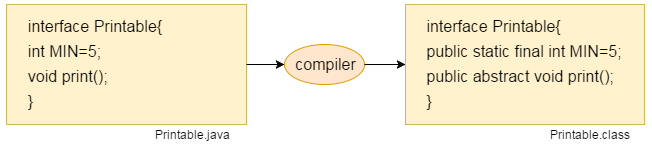 interface Printable{
int MIN=5;
void print();
}
Printable.java
compiler
interface Printable{
public static final int MIN=5;
public abstract void print();
}
Printable.class